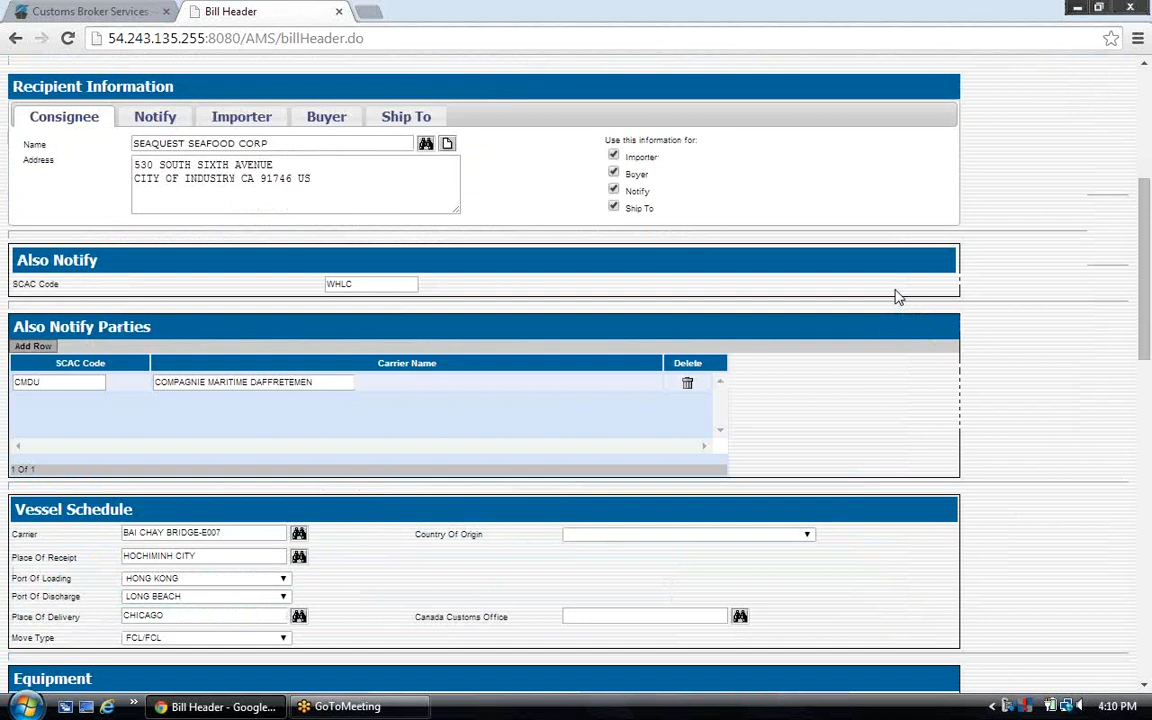 Customs Broker Services
Bill Header
54.243.135.255:8080/AMS/billHeader.do
Recipient Information
Consignee Notify Importer Buyer Ship To
Name SEAQUEST SEAFOOD CORP
Use this information for:
Address 530 SOUTH SIXTH AVENUE
CITY OF INDUSTRY CA 91746 US
Importer
Buyer
Notify
Ship To
Also Notify
SCAC Code WHLC
Also Notify Parties
Add Row
SCAC Code Carrier Name Delete
CMDU COMPAGNIE MARITIME DAFFRETEMEN
1 Of 1
Vessel Schedule
Carrier BAI CHAY BRIDGE-E007 Country Of Origin
Place Of Receipt HOCHIMINH CITY
Port Of Loading HONG KONG
Port Of Discharge LONG BEACH
Place Of Delivery CHICAGO Canada Customs Office
Move Type FCL/FCL
Equipment
Bill Header - Google... GoToMeeting 4:10 PM